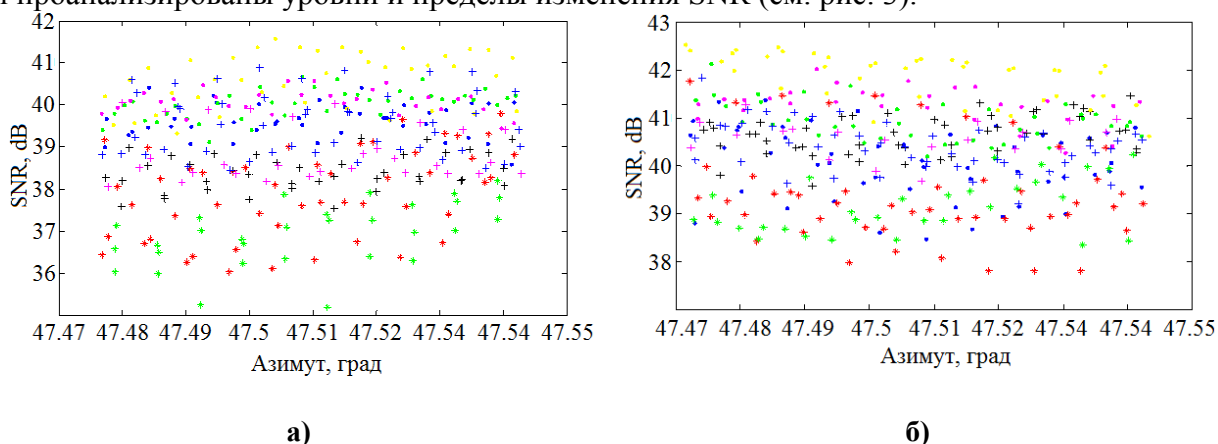 и проанализированы уровни и пределы изменения SNR (см. рис. 3).
42
41
40
39
38
37
36
SNR, dB
47.47 47.48 47.49 47.5 47.51 47.52 47.53 47.54 47.55
Азимут, град
а)
43
42
41
40
39
38
SNR, dB
47.47 47.48 47.49 47.5 47.51 47.52 47.53 47.54 47.55
Азимут, град
б)